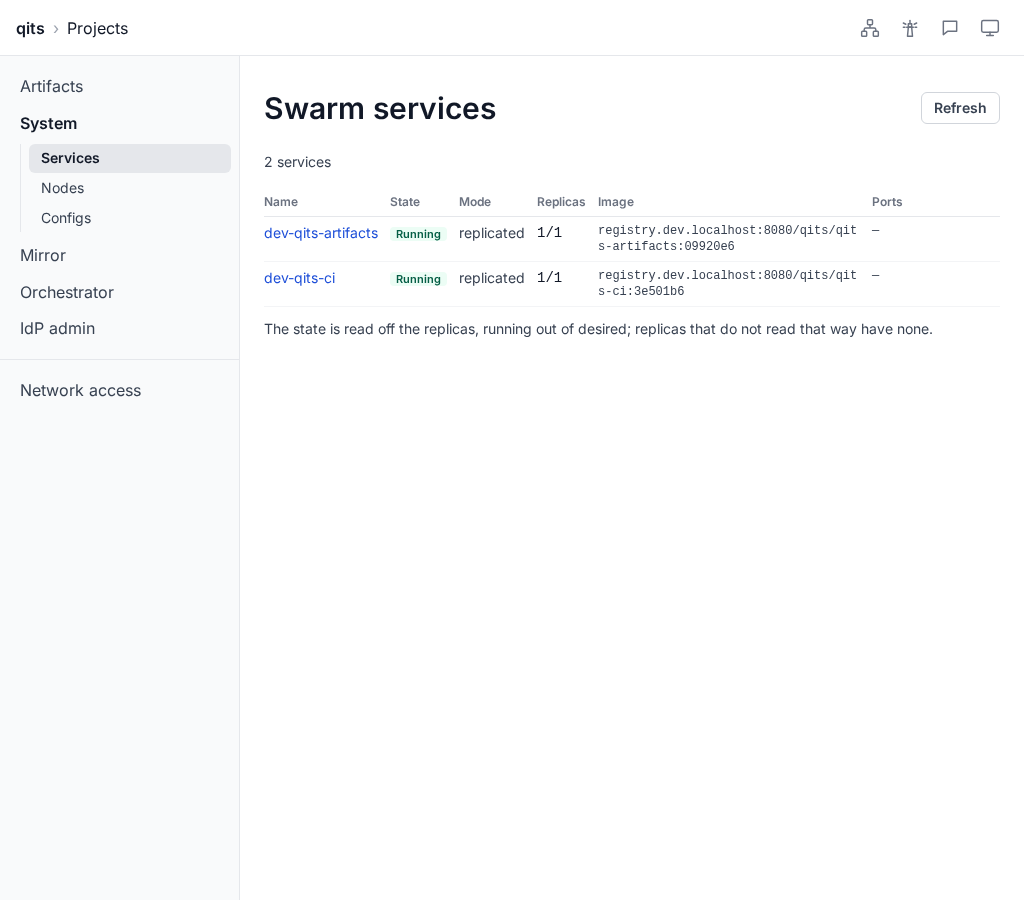 qits › Projects
Artifacts
System
Services
Nodes
Configs
Mirror
Orchestrator
IdP admin
Network access
Swarm services
Refresh
2 services
Name State Mode Replicas Image Ports
dev-qits-artifacts Running replicated 1/1 registry.dev.localhost:8080/qits/qit —
s-artifacts:09920e6
dev-qits-ci Running replicated 1/1 registry.dev.localhost:8080/qits/qit —
s-ci:3e501b6
The state is read off the replicas, running out of desired; replicas that do not read that way have none.